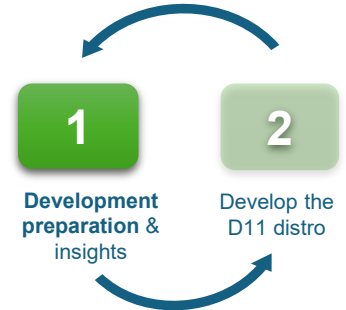 1
Development
preparation &
insights
2
Develop the
D11 distro